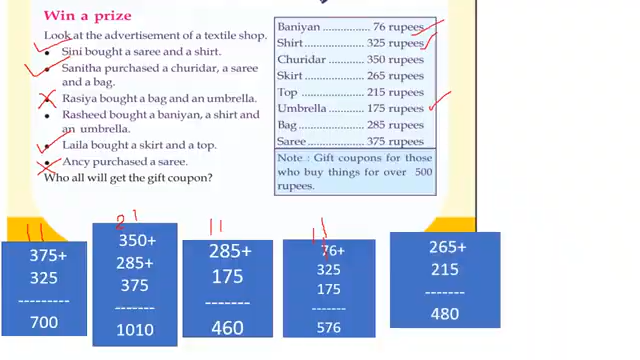 Win a prize
Look at the advertisement of a textile shop.
• Sini bought a saree and a shirt.
• Sanitha purchased a churidar, a saree
and a bag.
• Rasiya bought a bag and an umbrella.
• Rasheed bought a baniyan, a shirt and
an umbrella.
• Laila bought a skirt and a top.
• Ancy purchased a saree.
Who all will get the gift coupon?
Baniyan ................ 76 rupees
Shirt ..................... 325 rupees
Churidar .............. 350 rupees
Skirt ..................... 265 rupees
Top ....................... 215 rupees
Umbrella ............. 175 rupees
Bag ....................... 285 rupees
Saree .................... 375 rupees
Note : Gift coupons for those
who buy things for over 500
rupees.
11
375+
325
---------
700
21
350+
285+
375
-------
1010
11
285+
175
-------
460
11
76+
325
175
-------
576
265+
215
-------
480